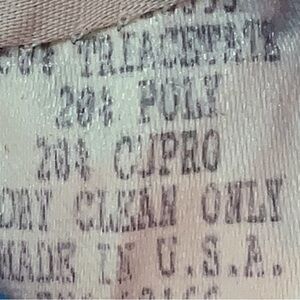 TRIACETATE
20% POLY
20% CUPRO
DRY CLEAN ONLY
MADE IN U.S.A.